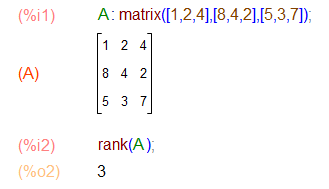 (%i1) A: matrix([1,2,4],[8,4,2],[5,3,7]);
1 2 4
(A) 8 4 2
5 3 7
(%i2) rank(A);
(%o2) 3